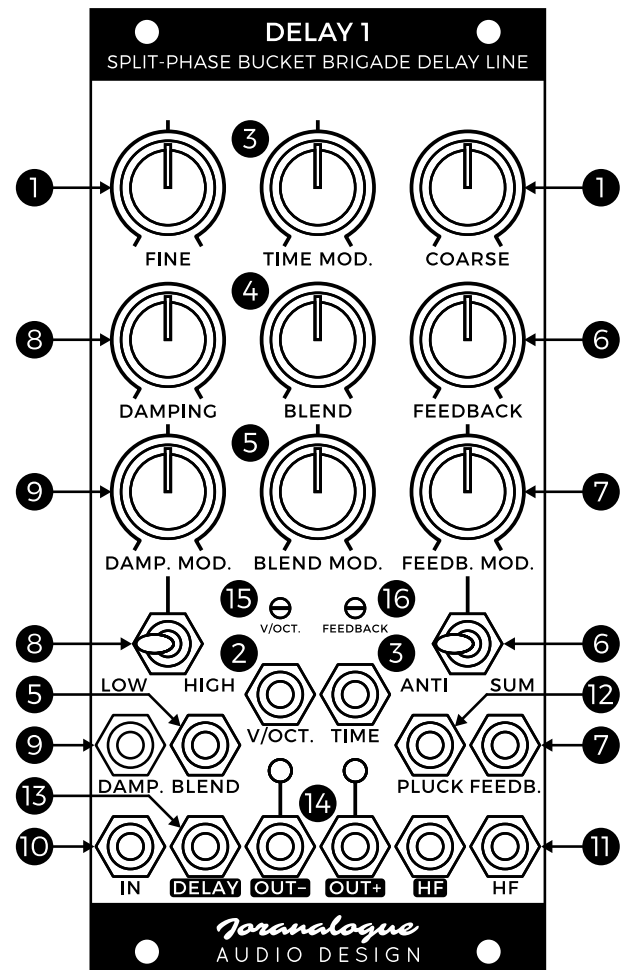 DELAY 1
SPLIT-PHASE BUCKET BRIGADE DELAY LINE
1 3 1
FINE TIME MOD. COARSE
8 4 6
DAMPING BLEND FEEDBACK
9 5 7
DAMP. MOD. BLEND MOD. FEEDB. MOD.
15 16
V/OCT. FEEDBACK
8 2 3 6
LOW HIGH ANTI SUM
5 12
V/OCT. TIME
9 7
DAMP. BLEND PLUCK FEEDB.
13 14
10 11
IN DELAY OUT– OUT+ HF HF
Joranalogue
AUDIO DESIGN